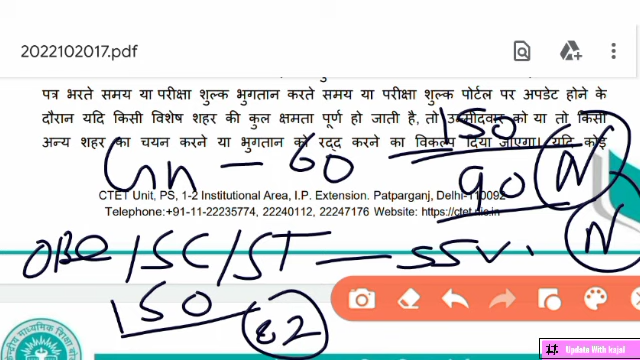 2022102017.pdf
पत्र भरते समय या परीक्षा शुल्क भुगतान करते समय या परीक्षा शुल्क पोर्टल पर अपडेट होने के
दौरान यदि किसी विशेष शहर की कुल क्षमता पूर्ण हो जाती है, तो उम्मीदवार को या तो किसी
अन्य शहर का चयन करने या भुगतान को रद्द करने का विकल्प दिया जाएगा। यदि कोई
150
Gn - 60
90 N
CTET Unit, PS, 1-2 Institutional Area, I.P. Extension. Patparganj, Delhi-110092
Telephone:+91-11-22235774, 22240112, 22247176 Website: https://ctet.nic.in
N
OBC/SC/ST - 55%
150
82
# Update With kajal